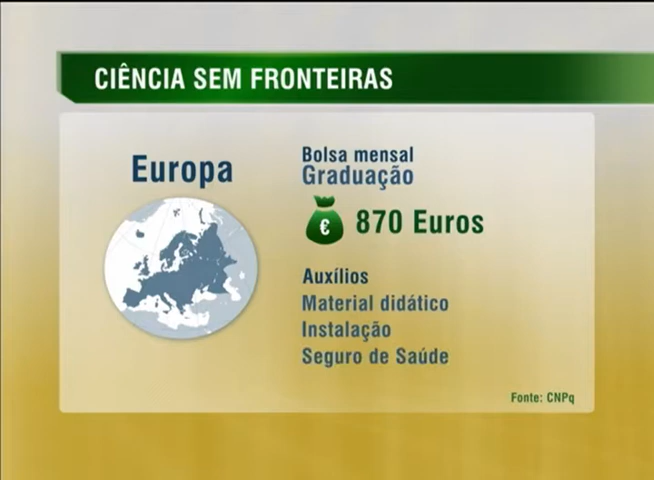 CIÊNCIA SEM FRONTEIRAS
Europa
Bolsa mensal
Graduação
€
870 Euros
Auxílios
Material didático
Instalação
Seguro de Saúde
Fonte: CNPq